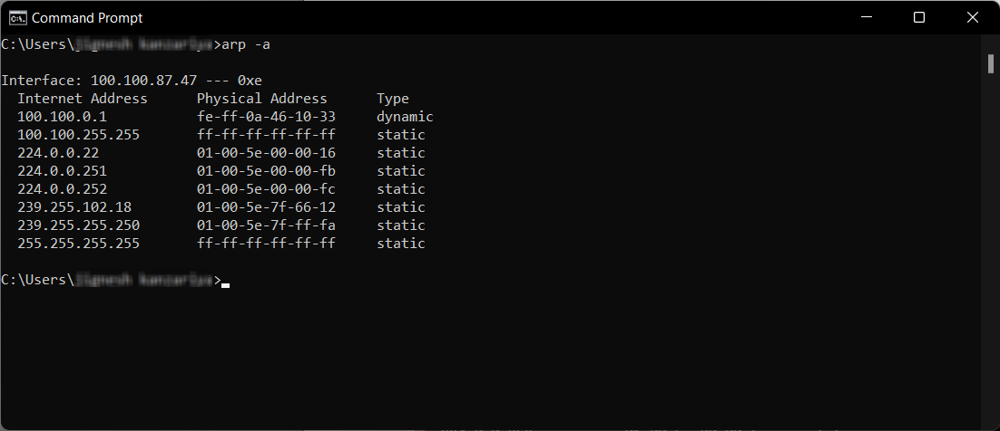 Command Prompt
C:\Users\ >arp -a
Interface: 100.100.87.47 --- 0xe
Internet Address Physical Address Type
100.100.0.1 fe-ff-0a-46-10-33 dynamic
100.100.255.255 ff-ff-ff-ff-ff-ff static
224.0.0.22 01-00-5e-00-00-16 static
224.0.0.251 01-00-5e-00-00-fb static
224.0.0.252 01-00-5e-00-00-fc static
239.255.102.18 01-00-5e-7f-66-12 static
239.255.255.250 01-00-5e-7f-ff-fa static
255.255.255.255 ff-ff-ff-ff-ff-ff static
C:\Users\ >